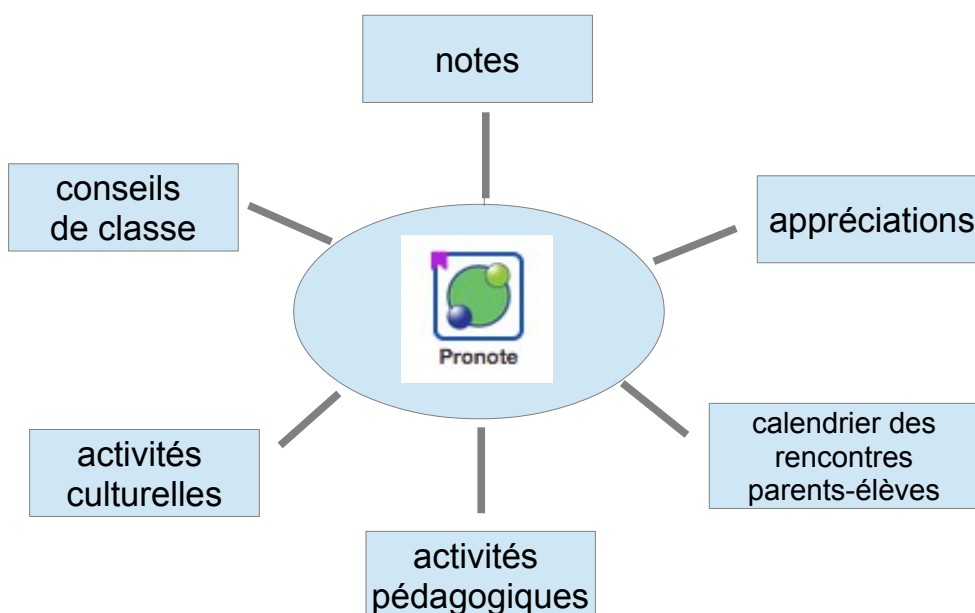 notes
conseils
de classe
appréciations
Pronote
activités
culturelles
calendrier des
rencontres
parents-élèves
activités
pédagogiques